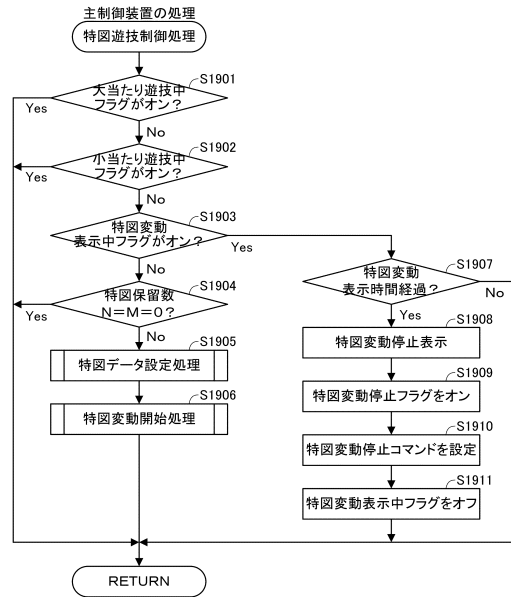 主制御装置の処理
特図遊技制御処理
S1901
大当たり遊技中
フラグがオン？
Yes
No
S1902
小当たり遊技中
フラグがオン？
Yes
No
S1903
特図変動
表示中フラグがオン？
Yes
No
S1904
特図保留数
N＝M＝0？
Yes
No
S1905
特図データ設定処理
S1906
特図変動開始処理
S1907
特図変動
表示時間経過？
No
Yes
S1908
特図変動停止表示
S1909
特図変動停止フラグをオン
S1910
特図変動停止コマンドを設定
S1911
特図変動表示中フラグをオフ
RETURN